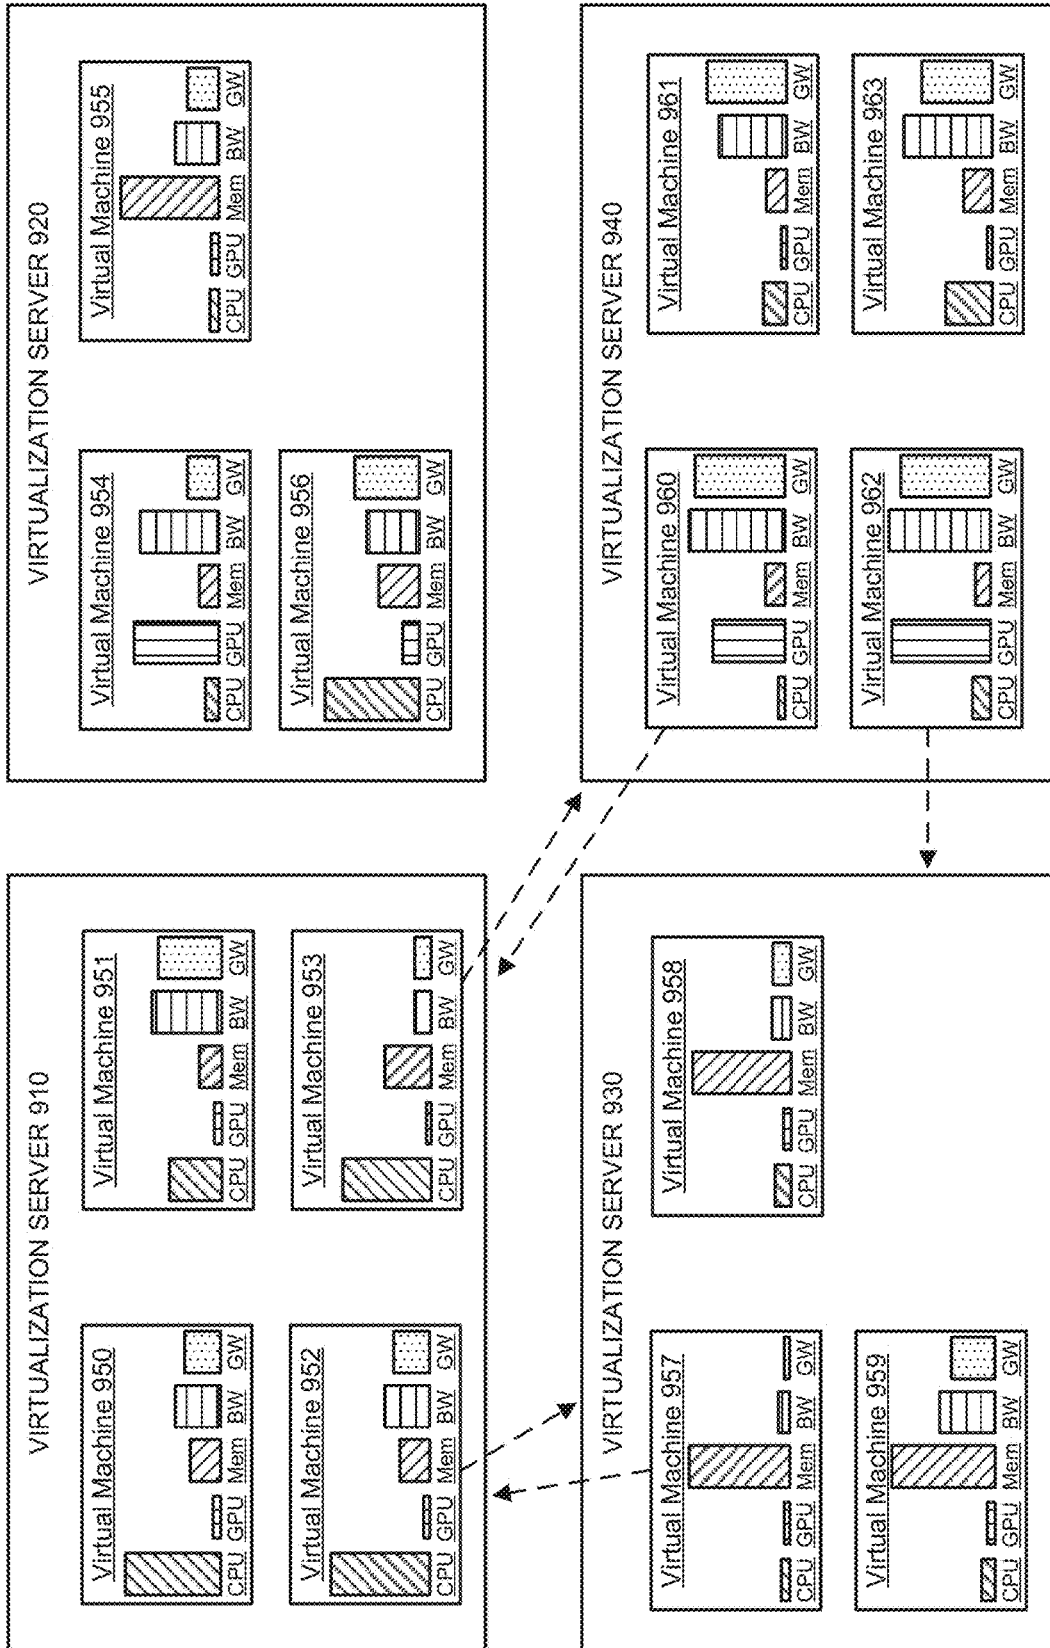 VIRTUALIZATION SERVER 910
Virtual Machine 950
CPU GPU Mem BW GW
Virtual Machine 951
CPU GPU Mem BW GW
Virtual Machine 952
CPU GPU Mem BW GW
Virtual Machine 953
CPU GPU Mem BW GW
VIRTUALIZATION SERVER 920
Virtual Machine 954
CPU GPU Mem BW GW
Virtual Machine 955
CPU GPU Mem BW GW
Virtual Machine 956
CPU GPU Mem BW GW
VIRTUALIZATION SERVER 930
Virtual Machine 957
CPU GPU Mem BW GW
Virtual Machine 958
CPU GPU Mem BW GW
Virtual Machine 959
CPU GPU Mem BW GW
VIRTUALIZATION SERVER 940
Virtual Machine 960
CPU GPU Mem BW GW
Virtual Machine 961
CPU GPU Mem BW GW
Virtual Machine 962
CPU GPU Mem BW GW
Virtual Machine 963
CPU GPU Mem BW GW